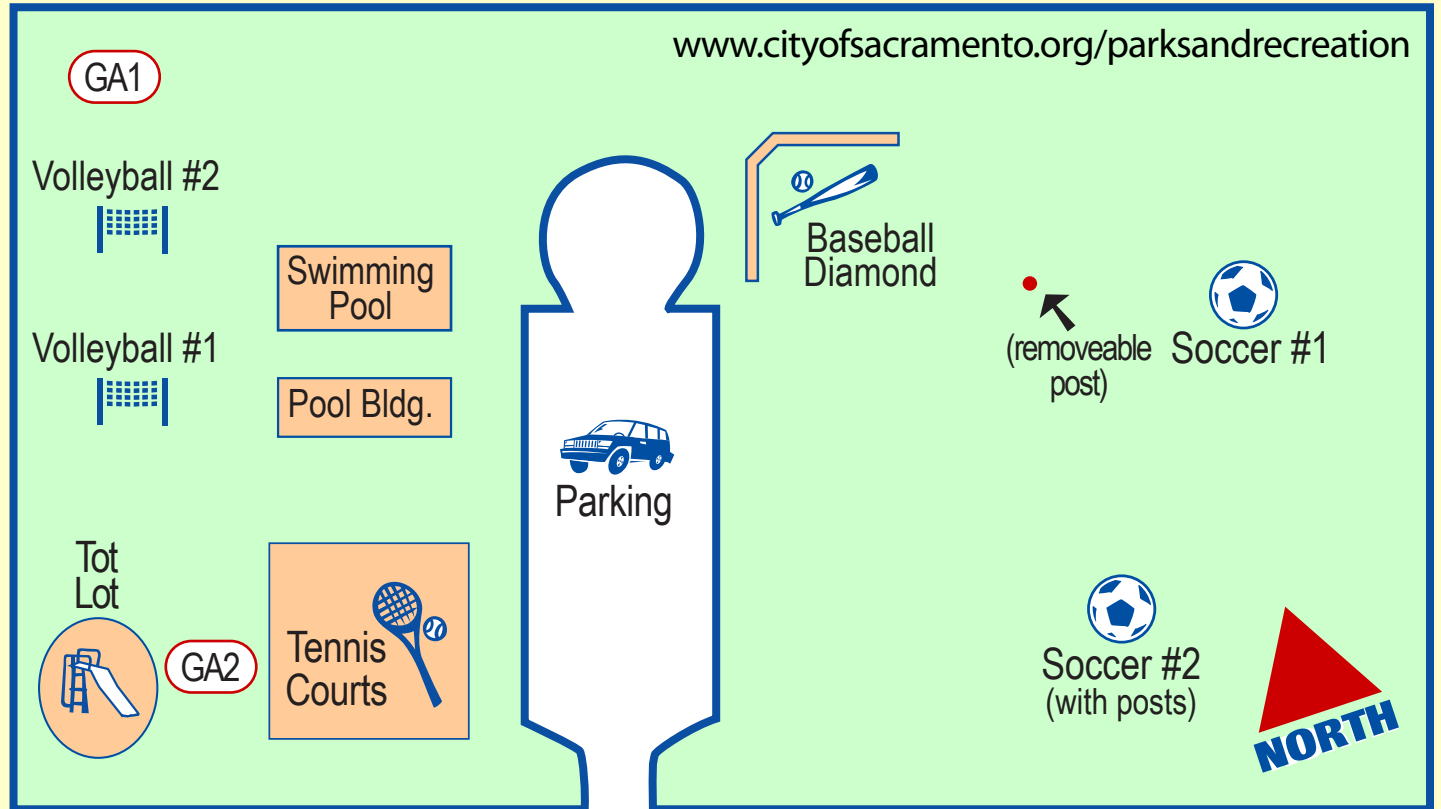 www.cityofsacramento.org/parksandrecreation
GA1
Volleyball #2
Swimming
Pool
Baseball
Diamond
Volleyball #1
Pool Bldg.
(removeable
post)
Soccer #1
Parking
Tot
Lot
GA2
Tennis
Courts
Soccer #2
(with posts)
NORTH